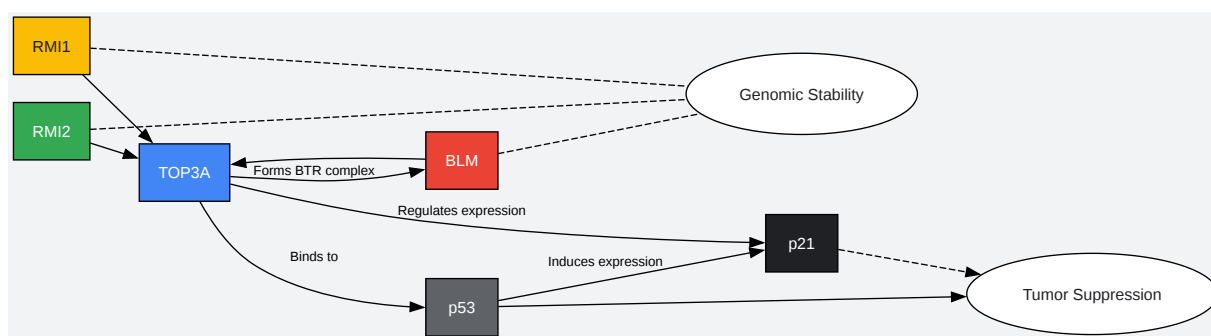 RMI1
Genomic Stability
RMI2
BLM
TOP3A
Forms BTR complex
Regulates expression
p21
Binds to
Induces expression
Tumor Suppression
p53